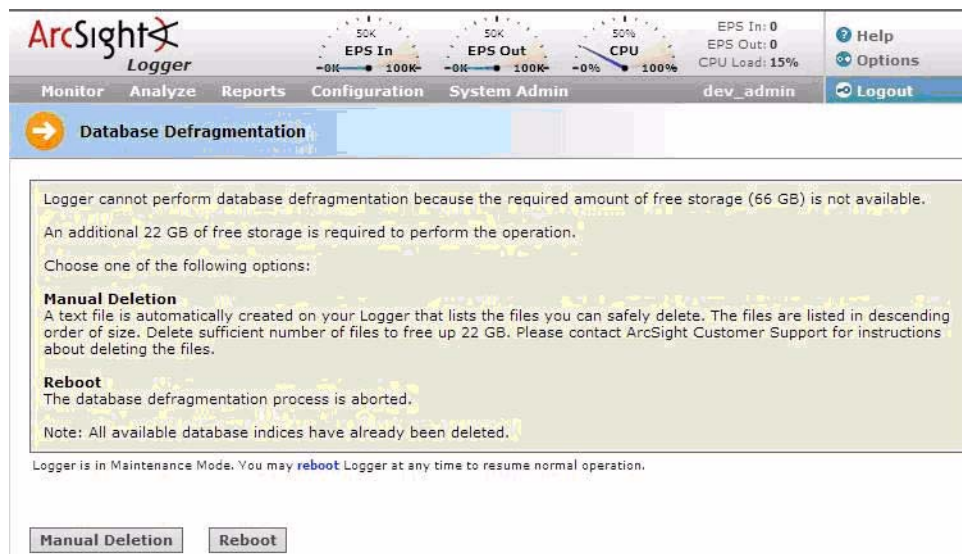 ArcSight
Logger
50K
EPS In
-0K 100K-
50K
EPS Out
-0K 100K-
50%
CPU
-0% 100%
EPS In: 0
EPS Out: 0
CPU Load: 15%
Help
Options
Monitor Analyze Reports Configuration System Admin dev_admin Logout
Database Defragmentation
Logger cannot perform database defragmentation because the required amount of free storage (66 GB) is not available.
An additional 22 GB of free storage is required to perform the operation.
Choose one of the following options:
Manual Deletion
A text file is automatically created on your Logger that lists the files you can safely delete. The files are listed in descending
order of size. Delete sufficient number of files to free up 22 GB. Please contact ArcSight Customer Support for instructions
about deleting the files.
Reboot
The database defragmentation process is aborted.
Note: All available database indices have already been deleted.
Logger is in Maintenance Mode. You may reboot Logger at any time to resume normal operation.
Manual Deletion Reboot